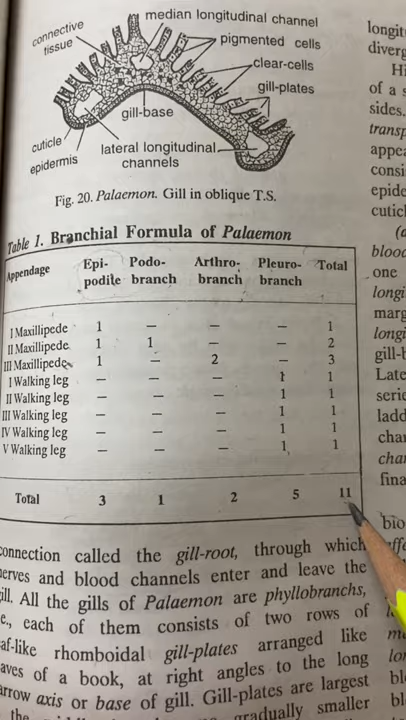 median longitudinal channel
connective
tissue
pigmented cells
clear-cells
gill-plates
gill-base
cuticle
epidermis
lateral longitudinal
channels
Fig. 20. Palaemon. Gill in oblique T.S.
Table 1. Branchial Formula of Palaemon
Appendage Epi-podite Podo-branch Arthro-branch Pleuro-branch Total
I Maxillipede 1 — — — 1
II Maxillipede 1 1 — — 2
III Maxillipede 1 — 2 — 3
I Walking leg — — — 1 1
II Walking leg — — — 1 1
III Walking leg — — — 1 1
IV Walking leg — — — 1 1
V Walking leg — — — 1 1
Total 3 1 2 5 11
connection called the gill-root, through which
nerves and blood channels enter and leave the
gill. All the gills of Palaemon are phyllobranchs,
e., each of them consists of two rows of
af-like rhomboidal gill-plates arranged like
aves of a book, at right angles to the long
arrow axis or base of gill. Gill-plates are largest
the gradually smaller
longit
diverg
Hi
of a s
sides.
transp
appea
consi
epide
cuticl
(a
blood
one
longi
marg
longi
gill-b
Late
serie
ladd
char
char
fina
bio